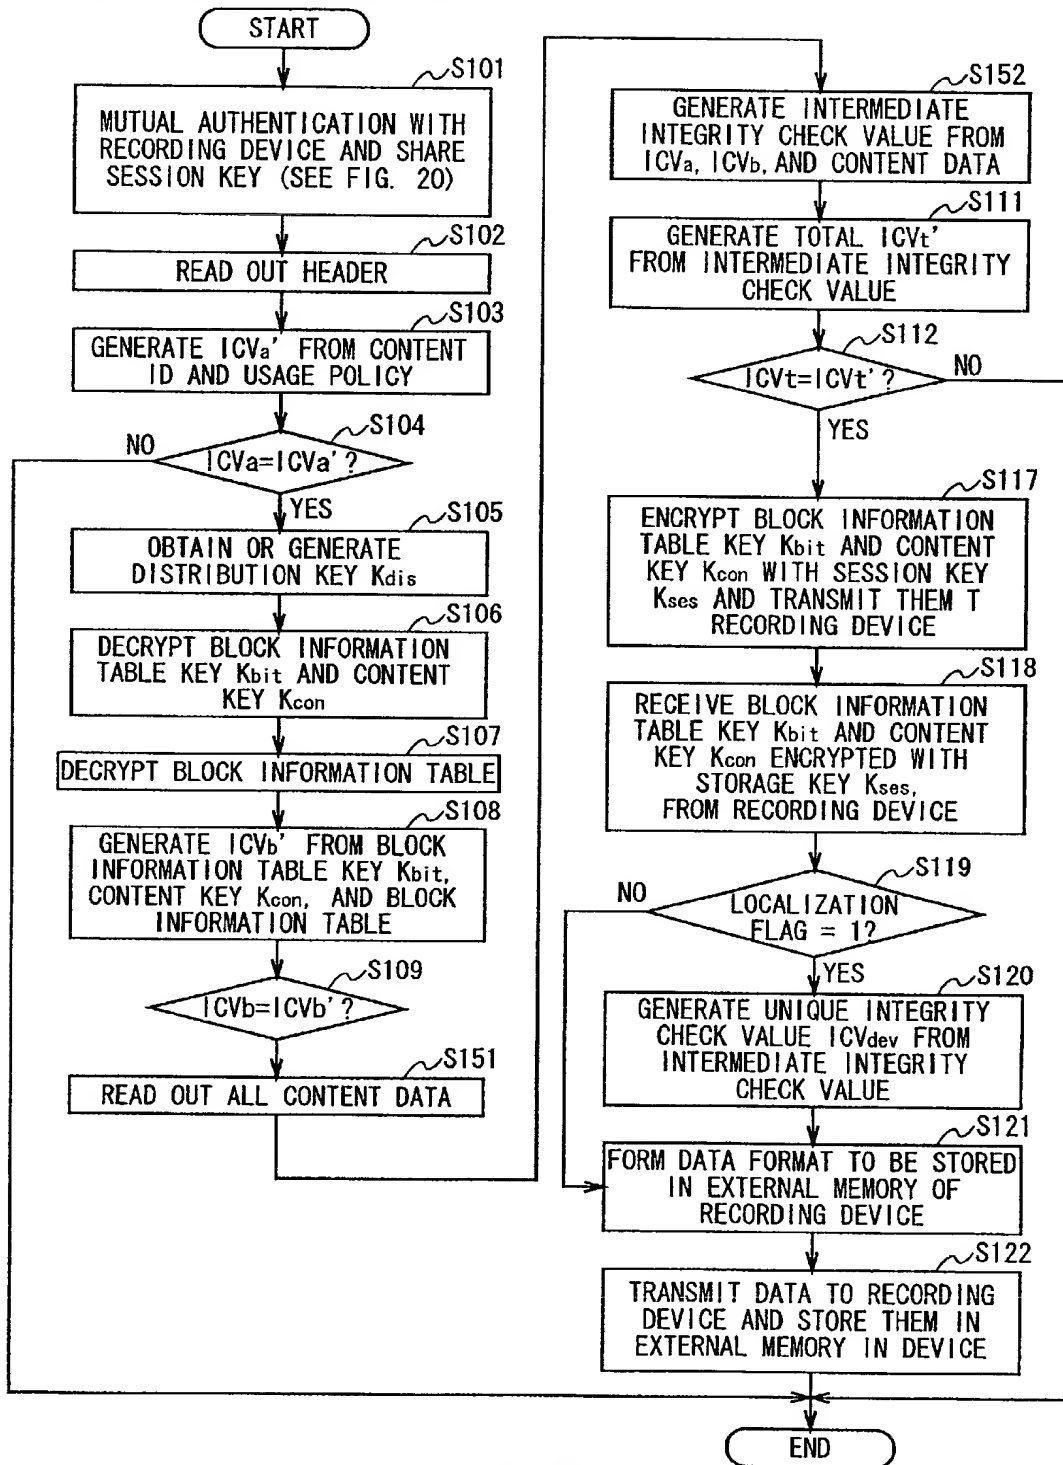 START
S101
MUTUAL AUTHENTICATION WITH
RECORDING DEVICE AND SHARE
SESSION KEY (SEE FIG. 20)
S102
READ OUT HEADER
S103
GENERATE ICVa' FROM CONTENT
ID AND USAGE POLICY
S104
NO
ICVa=ICVa'?
YES
S105
OBTAIN OR GENERATE
DISTRIBUTION KEY Kdis
S106
DECRYPT BLOCK INFORMATION
TABLE KEY Kbit AND CONTENT
KEY Kcon
S107
DECRYPT BLOCK INFORMATION TABLE
S108
GENERATE ICVb' FROM BLOCK
INFORMATION TABLE KEY Kbit,
CONTENT KEY Kcon, AND BLOCK
INFORMATION TABLE
S109
ICVb=ICVb'?
S151
READ OUT ALL CONTENT DATA
S152
GENERATE INTERMEDIATE
INTEGRITY CHECK VALUE FROM
ICVa, ICVb, AND CONTENT DATA
S111
GENERATE TOTAL ICVt'
FROM INTERMEDIATE INTEGRITY
CHECK VALUE
S112
ICVt=ICVt'?
NO
YES
S117
ENCRYPT BLOCK INFORMATION
TABLE KEY Kbit AND CONTENT
KEY Kcon WITH SESSION KEY
Kses AND TRANSMIT THEM T
RECORDING DEVICE
S118
RECEIVE BLOCK INFORMATION
TABLE KEY Kbit AND CONTENT
KEY Kcon ENCRYPTED WITH
STORAGE KEY Kses,
FROM RECORDING DEVICE
S119
NO
LOCALIZATION
FLAG = 1?
YES
S120
GENERATE UNIQUE INTEGRITY
CHECK VALUE ICVdev FROM
INTERMEDIATE INTEGRITY
CHECK VALUE
S121
FORM DATA FORMAT TO BE STORED
IN EXTERNAL MEMORY OF
RECORDING DEVICE
S122
TRANSMIT DATA TO RECORDING
DEVICE AND STORE THEM IN
EXTERNAL MEMORY IN DEVICE
END